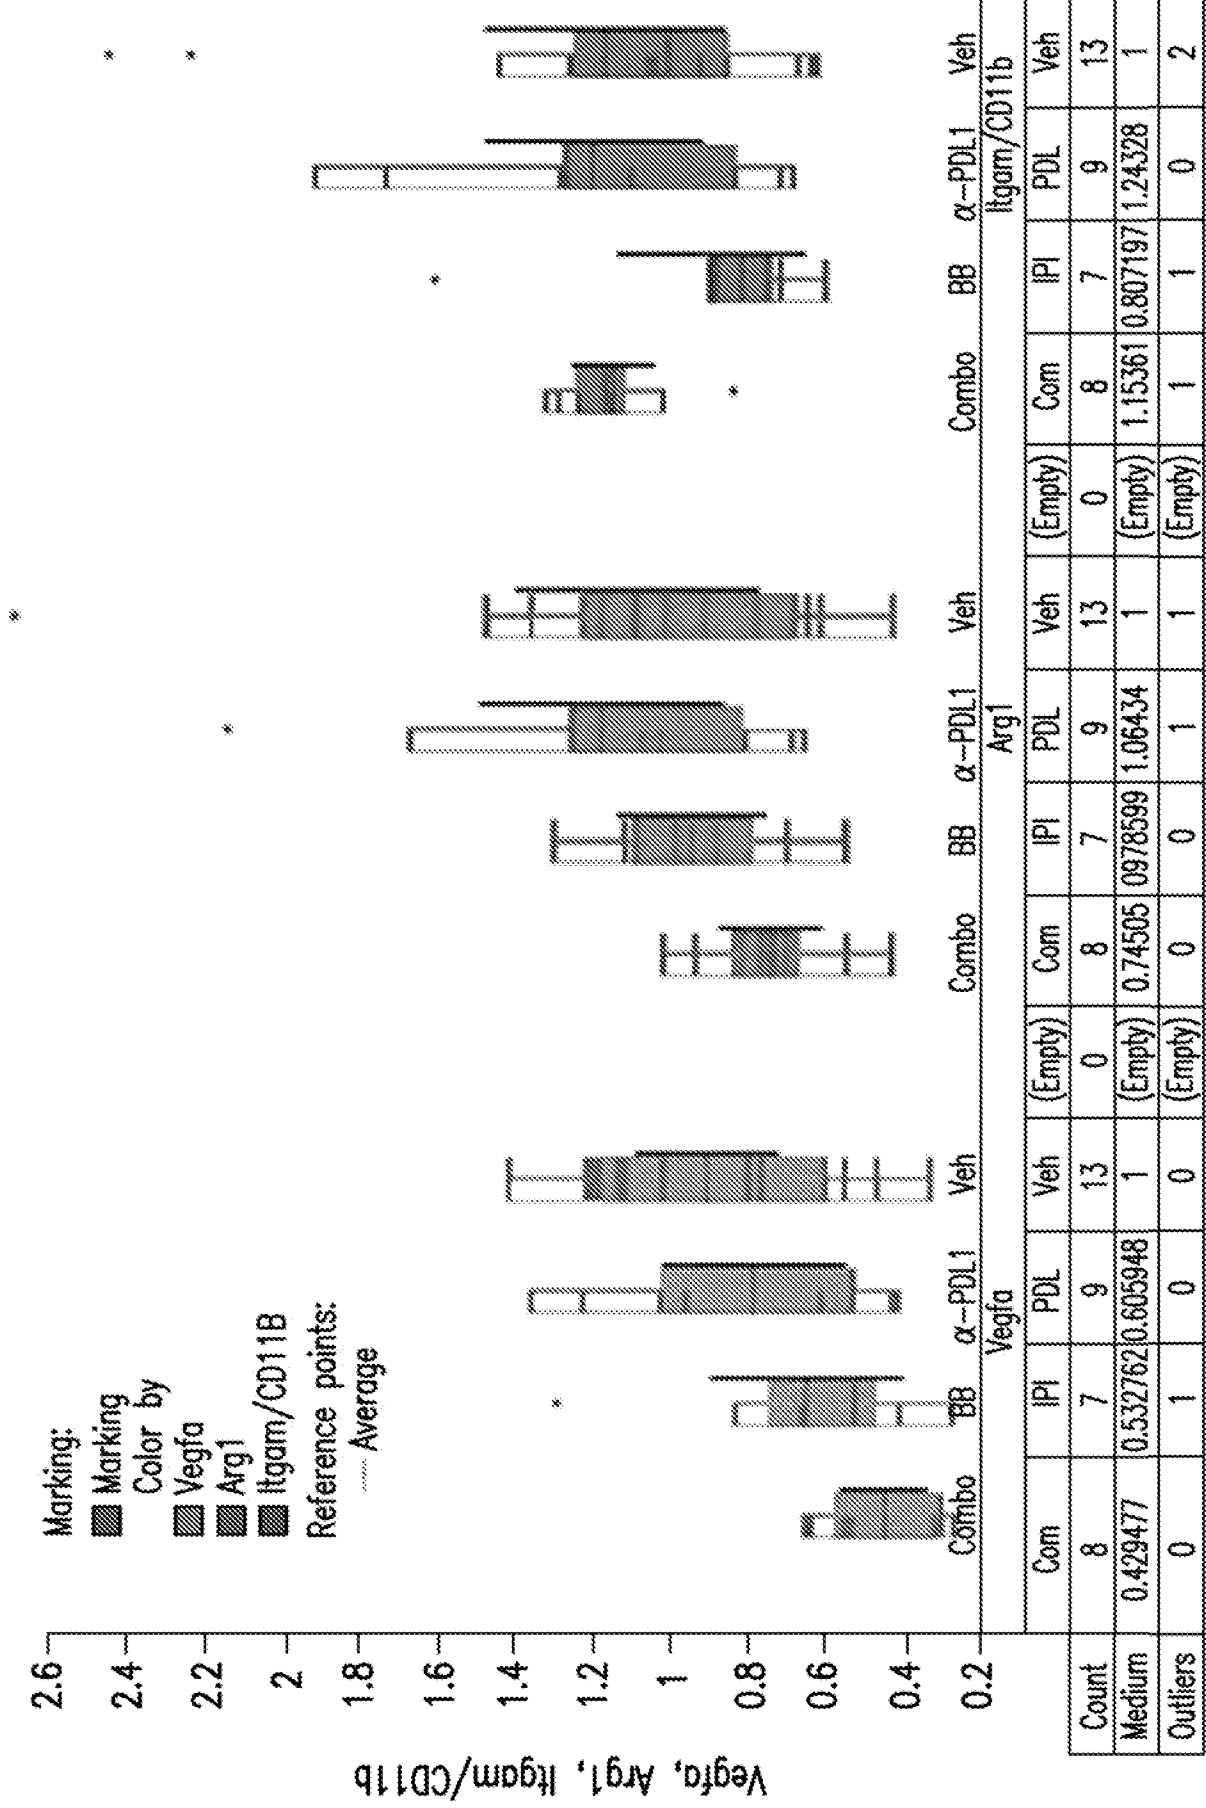 Marking:
Marking
Color by
Vegfa
Arg1
Itgam/CD11B
Reference points:
Average
Vegfa, Arg1, Itgam/CD11b
2.6
2.4
2.2
2
1.8
1.6
1.4
1.2
1
0.8
0.6
0.4
0.2
Combo BB α-PDL1 Veh Combo BB α-PDL1 Veh Combo BB α-PDL1 Veh
Vegfa Arg1 Itgam/CD11b
Com IPI PDL Veh (Empty) Com IPI PDL Veh (Empty) Com IPI PDL Veh
Count 8 7 9 13 0 8 7 9 13 0 8 7 9 13
Medium 0.429477 0.532762 0.605948 1 (Empty) 0.74505 0978599 1.06434 1 (Empty) 1.15361 0.807197 1.24328 1
Outliers 0 1 0 0 (Empty) 0 0 1 1 (Empty) 1 1 0 2